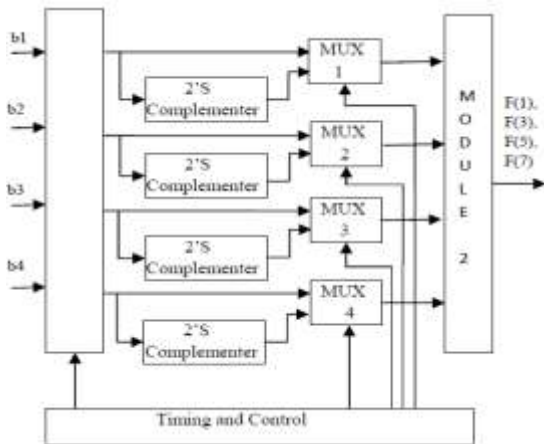 b1
b2
b3
b4
2'S
Complementer
2'S
Complementer
2'S
Complementer
2'S
Complementer
MUX
1
MUX
2
MUX
3
MUX
4
M
O
D
U
L
E
2
F(1),
F(3),
F(5),
F(7)
Timing and Control